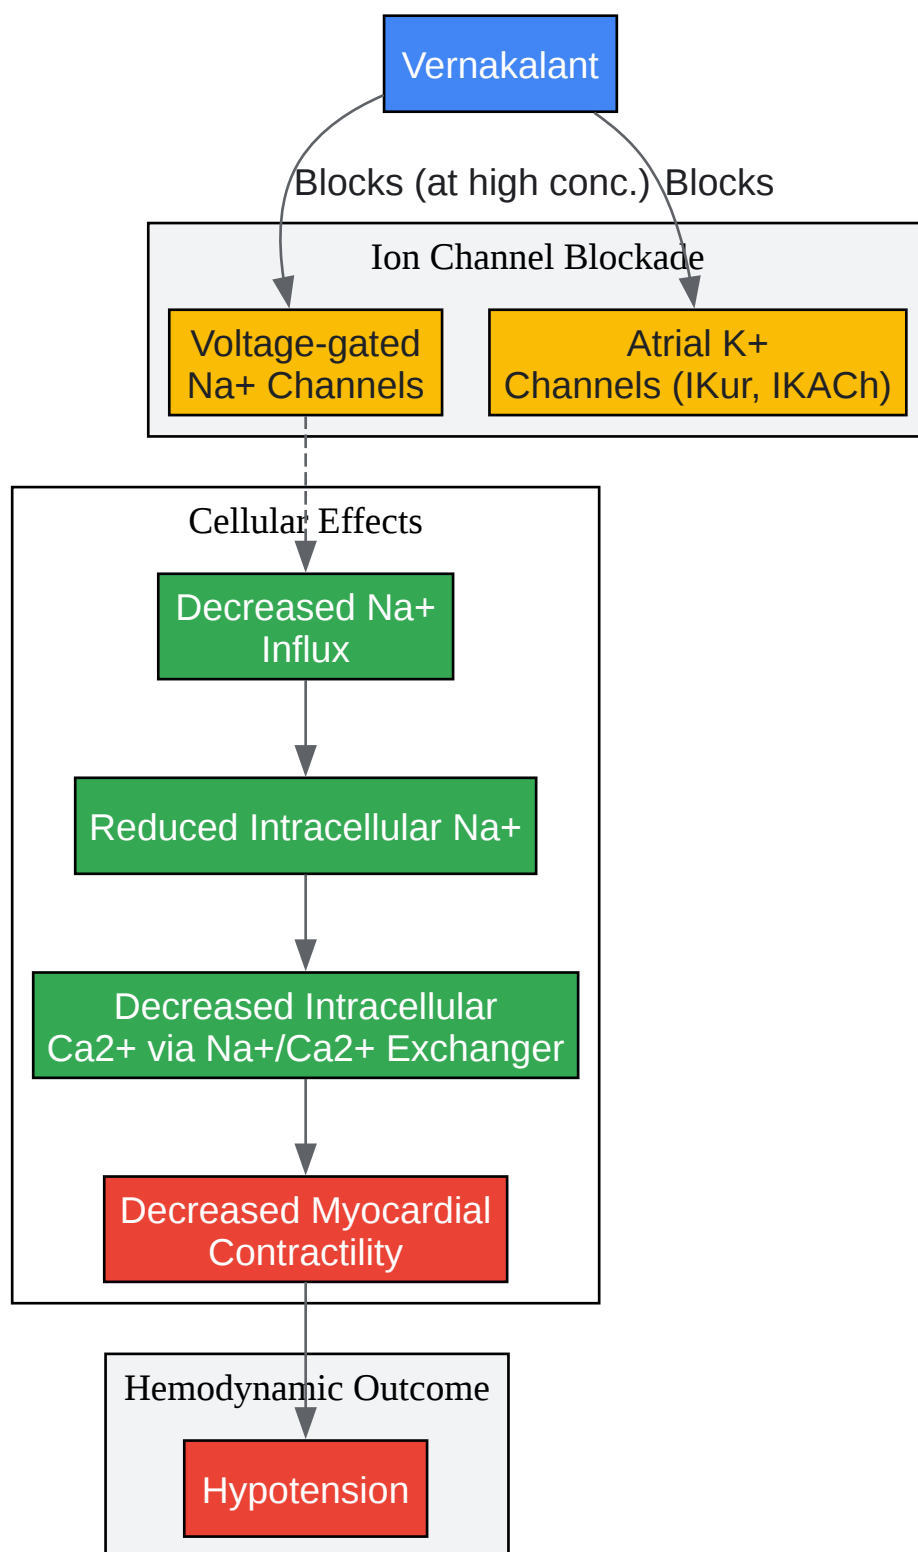 Vernakalant
Blocks (at high conc.)
Blocks
Ion Channel Blockade
Voltage-gated
Na+ Channels
Atrial K+
Channels (IKur, IKACh)
Cellular Effects
Decreased Na+
Influx
Reduced Intracellular Na+
Decreased Intracellular
Ca2+ via Na+/Ca2+ Exchanger
Decreased Myocardial
Contractility
Hemodynamic Outcome
Hypotension